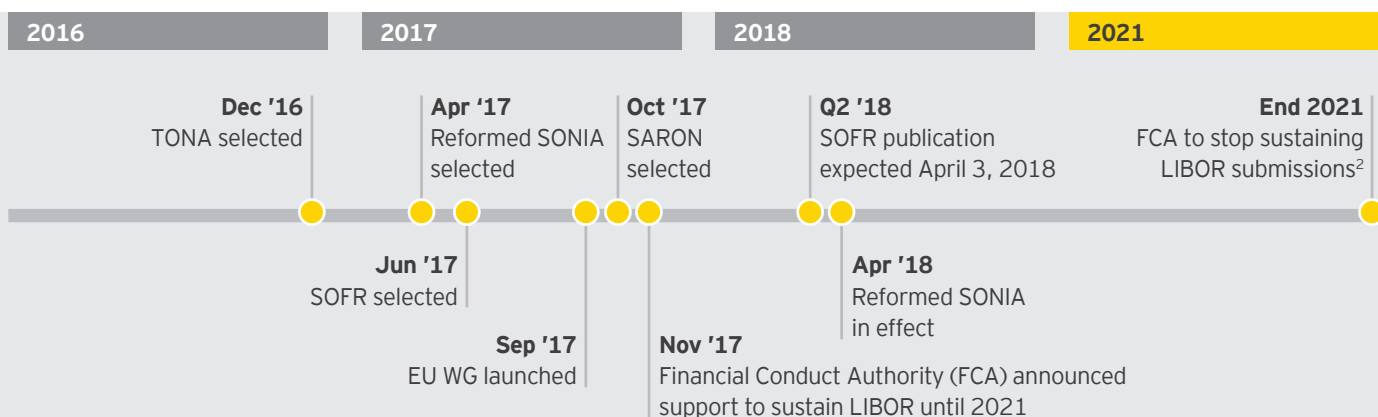 2016
2017
2018
2021
Dec '16
TONA selected
Apr ‘17
Reformed SONIA
selected
Oct '17
SARON
selected
Q2 '18
SOFR publication
expected April 3, 2018
End 2021
FCA to stop sustaining
LIBOR submissions²
Jun '17
SOFR selected
Sep '17
EU WG launched
Nov '17
Financial Conduct Authority (FCA) announced
support to sustain LIBOR until 2021
Apr '18
Reformed SONIA
in effect